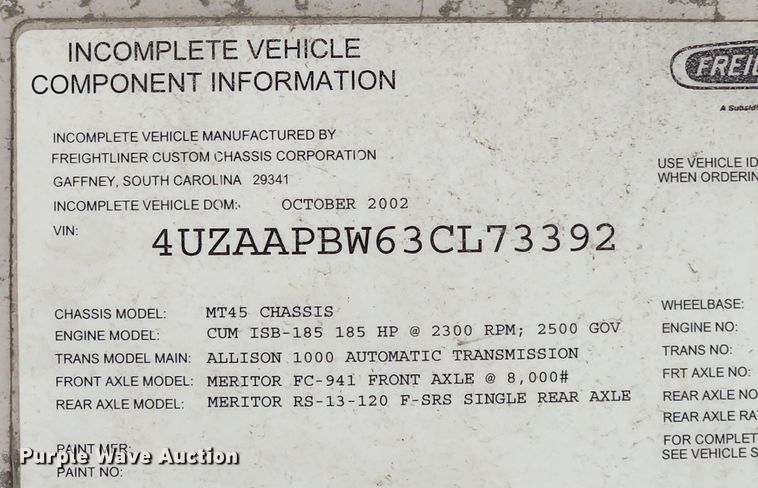 INCOMPLETE VEHICLE
COMPONENT INFORMATION
INCOMPLETE VEHICLE MANUFACTURED BY
FREIGHTLINER CUSTOM CHASSIS CORPORATION
GAFFNEY, SOUTH CAROLINA 29341
INCOMPLETE VEHICLE DOM: OCTOBER 2002
VIN: 4UZAAPBW63CL73392
CHASSIS MODEL: MT45 CHASSIS
ENGINE MODEL: CUM ISB-185 185 HP @ 2300 RPM; 2500 GOV
TRANS MODEL MAIN: ALLISON 1000 AUTOMATIC TRANSMISSION
FRONT AXLE MODEL: MERITOR FC-941 FRONT AXLE @ 8,000#
REAR AXLE MODEL: MERITOR RS-13-120 F-SRS SINGLE REAR AXLE
PAINT MFR:
PAINT NO:
FREI
A Subsid
USE VEHICLE ID
WHEN ORDERIN
WHEELBASE:
ENGINE NO:
TRANS NO:
FRT AXLE NO:
REAR AXLE NO
REAR AXLE RA
FOR COMPLET
SEE VEHICLE S
Purple Wave Auction